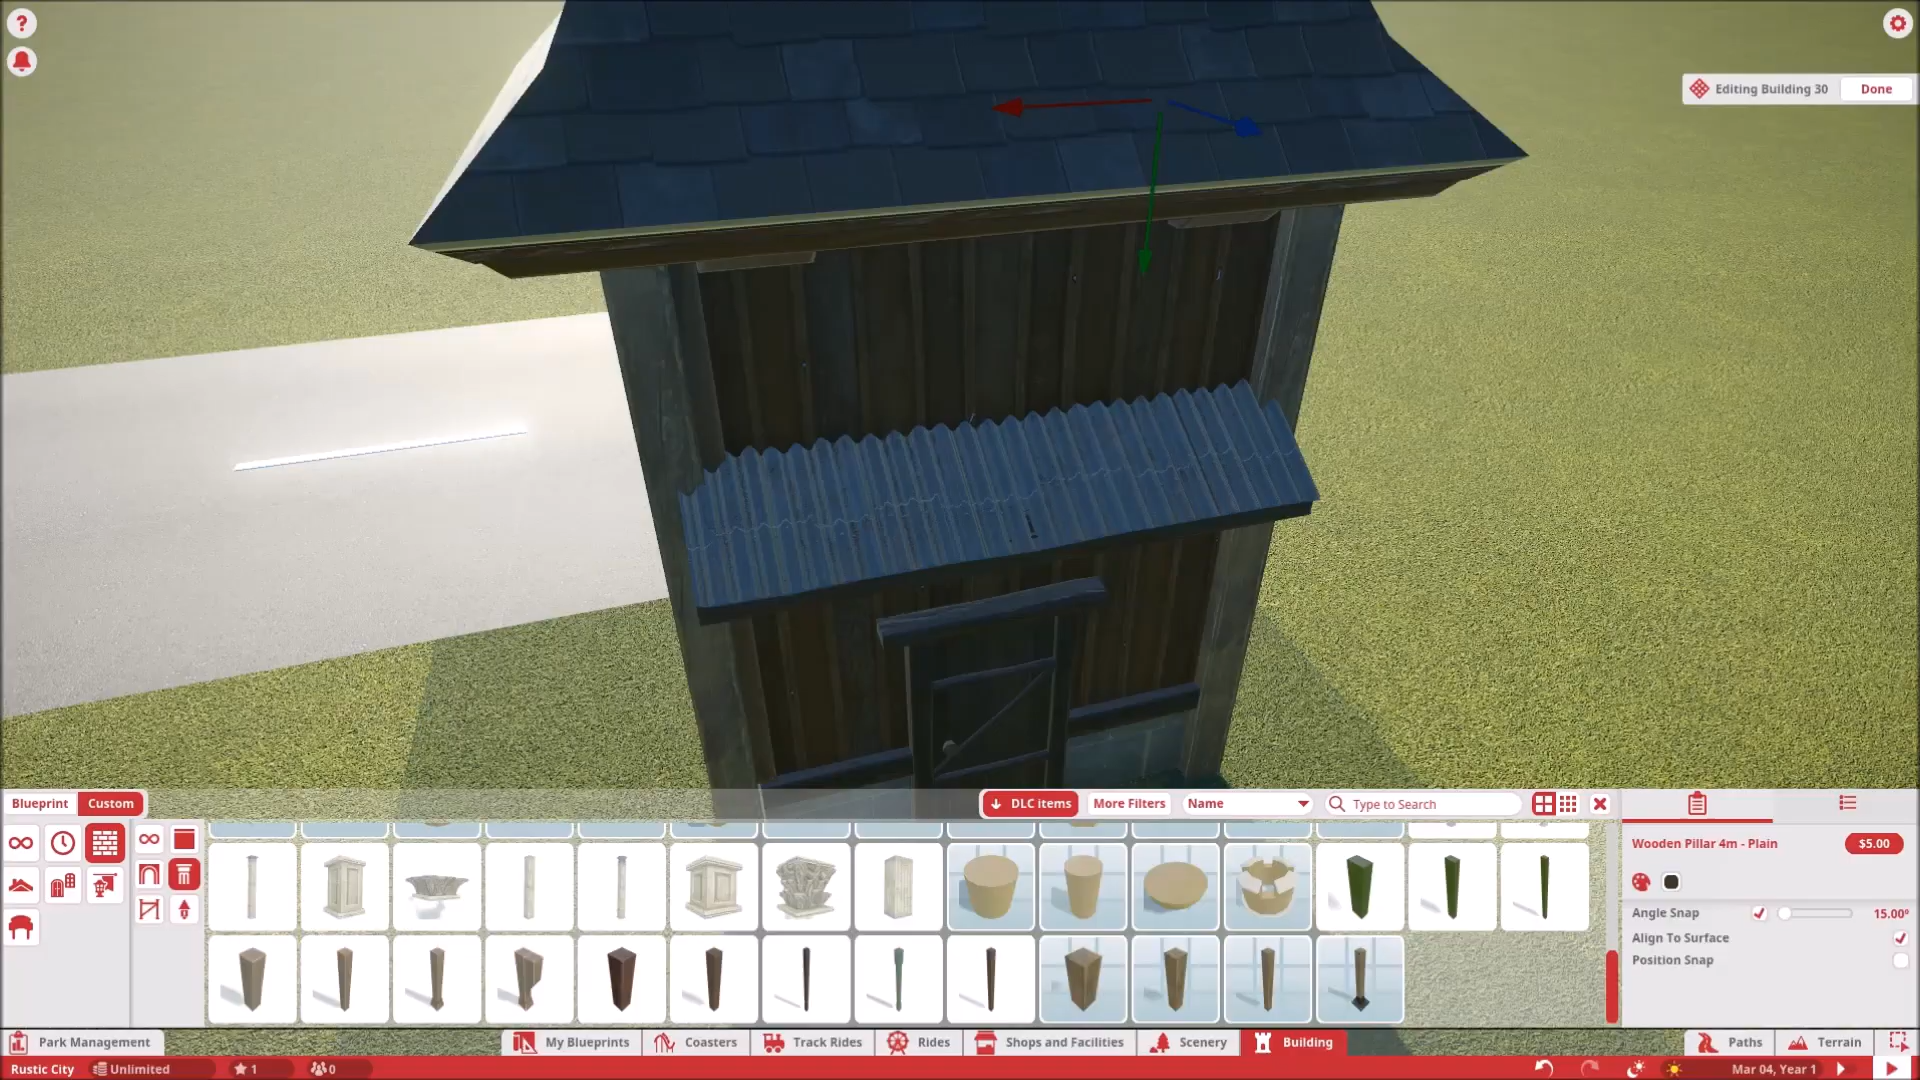 ?
Editing Building 30 Done
Blueprint Custom
DLC items More Filters Name Type to Search
Wooden Pillar 4m - Plain $5.00
Angle Snap 15.00°
Align To Surface
Position Snap
Park Management My Blueprints Coasters Track Rides Rides Shops and Facilities Scenery Building Paths Terrain
Rustic City Unlimited 1 0 Mar 04, Year 1